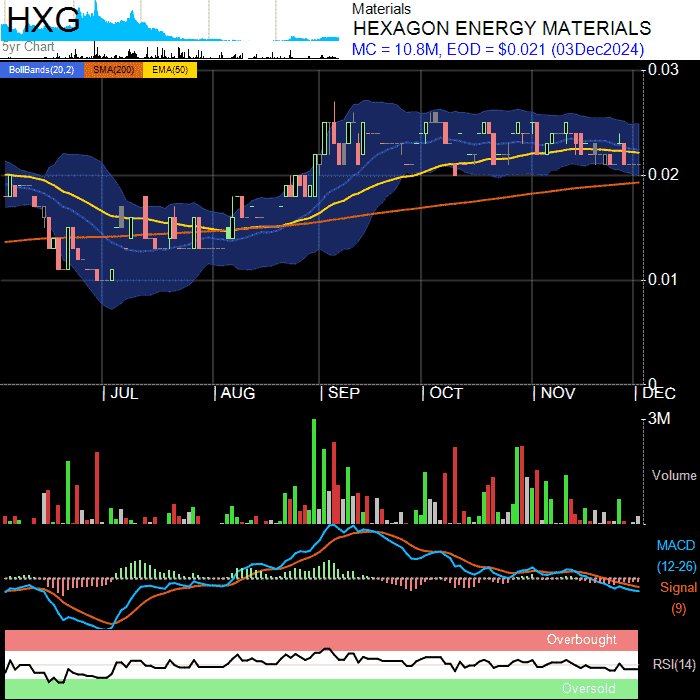 HXG
5yr Chart
Materials
HEXAGON ENERGY MATERIALS
MC = 10.8M, EOD = $0.021 (03Dec2024)
BollBands(20,2) SMA(200) EMA(50)
0.03
0.02
0.01
0
| JUL | AUG | SEP | OCT | NOV | DEC
3M
Volume
MACD
(12-26)
Signal
(9)
Overbought
RSI(14)
Oversold